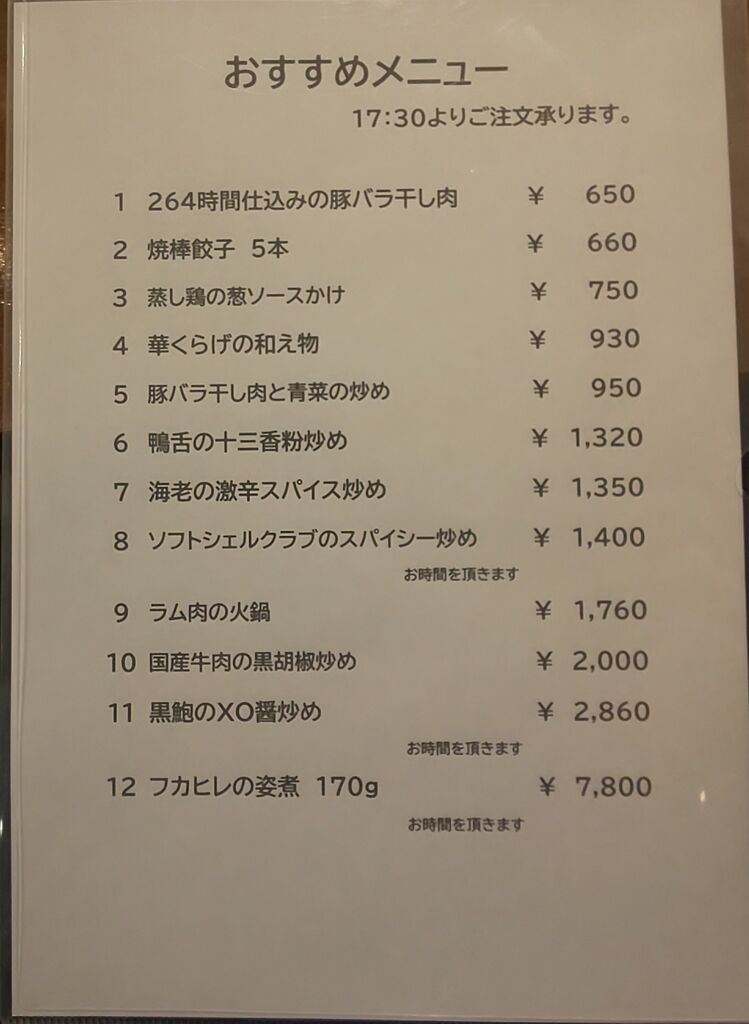 おすすめメニュー
17:30よりご注文承ります。
1 264時間仕込みの豚バラ干し肉 ¥ 650
2 焼棒餃子 5本 ¥ 660
3 蒸し鶏の葱ソースかけ ¥ 750
4 華くらげの和え物 ¥ 930
5 豚バラ干し肉と青菜の炒め ¥ 950
6 鴨舌の十三香粉炒め ¥ 1,320
7 海老の激辛スパイス炒め ¥ 1,350
8 ソフトシェルクラブのスパイシー炒め ¥ 1,400
お時間を頂きます
9 ラム肉の火鍋 ¥ 1,760
10 国産牛肉の黒胡椒炒め ¥ 2,000
11 黒鮑のXO醤炒め ¥ 2,860
お時間を頂きます
12 フカヒレの姿煮 170g ¥ 7,800
お時間を頂きます